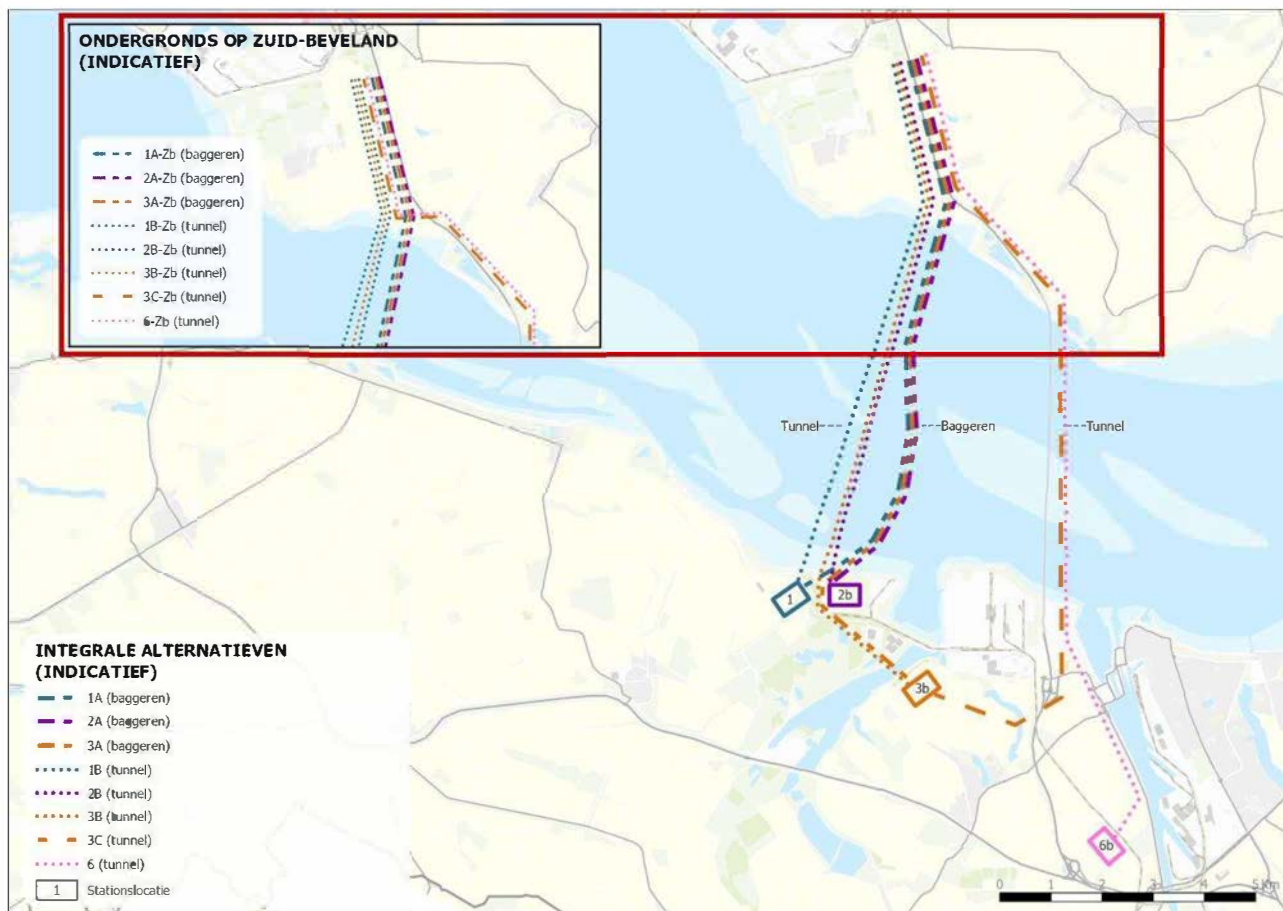 ONDERGRONDS OP ZUID-BEVELAND
(INDICATIEF)
1A-Zb (baggeren)
2A-Zb (baggeren)
3A-Zb (baggeren)
1B-Zb (tunnel)
2B-Zb (tunnel)
3B-Zb (tunnel)
3C-Zb (tunnel)
6-Zb (tunnel)
Tunnel
Baggeren
Tunnel
1
2b
3b
6b
INTEGRALE ALTERNATIEVEN
(INDICATIEF)
1A (baggeren)
2A (baggeren)
3A (baggeren)
1B (tunnel)
2B (tunnel)
3B (tunnel)
3C (tunnel)
6 (tunnel)
1 Stationslocatie
0 1 2 3 4 5 Km